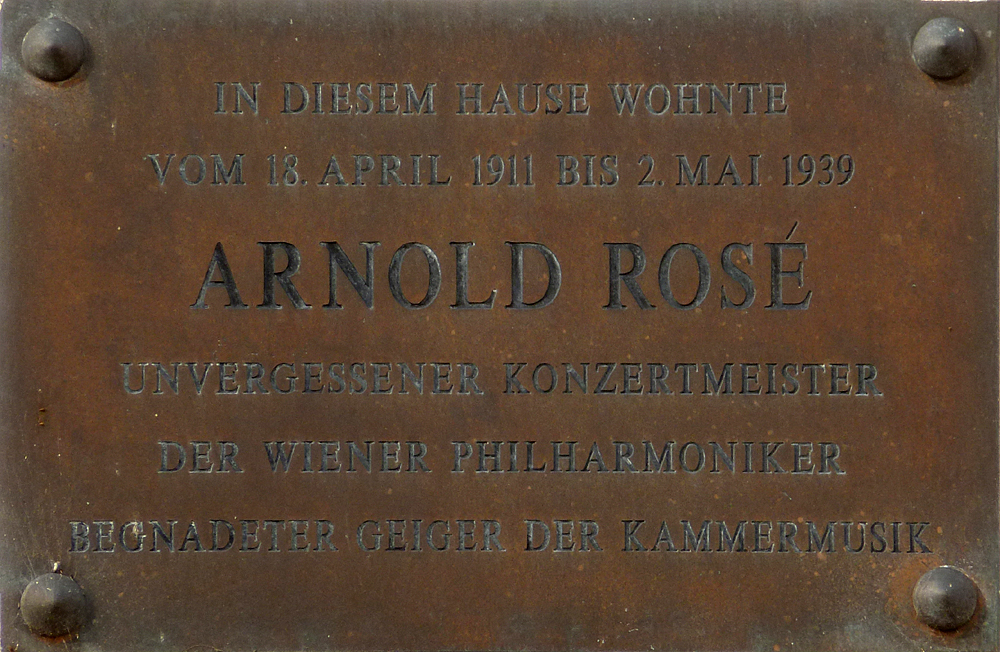 IN DIESEM HAUSE WOHNTE
VOM 18. APRIL 1911 BIS 2. MAI 1939
ARNOLD ROSÉ
UNVERGESSENER KONZERTMEISTER
DER WIENER PHILHARMONIKER
BEGNADETER GEIGER DER KAMMERMUSIK